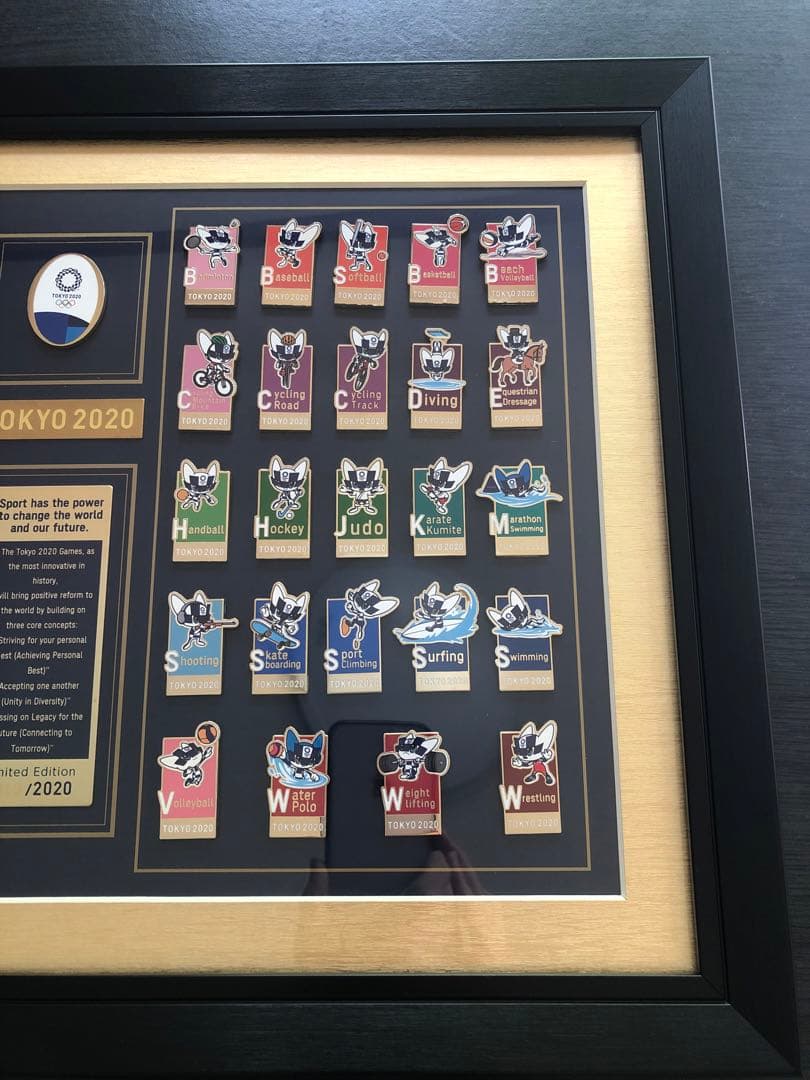 TOKYO 2020
OKYO 2020
Sport has the power
to change the world
and our future.
The Tokyo 2020 Games, as
the most innovative in
history,
ill bring positive reform to
the world by building on
three core concepts:
Striving for your personal
est (Achieving Personal
Best)"
Accepting one another
(Unity in Diversity)"
ssing on Legacy for the
uture (Connecting to
Tomorrow)"
mited Edition
/2020
Badminton
TOKYO 2020
Baseball
TOKYO 2020
Softball
TOKYO 2020
Basketball
TOKYO 2020
Beach
Volleyball
TOKYO 2020
Cycling
Mountain
Bike
TOKYO 2020
Cycling
Road
TOKYO 2020
Cycling
Track
TOKYO 2020
Diving
TOKYO 2020
Equestrian
Dressage
TOKYO 2020
Handball
TOKYO 2020
Hockey
TOKYO 2020
Judo
TOKYO 2020
Karate
Kumite
TOKYO 2020
Marathon
Swimming
TOKYO 2020
Shooting
TOKYO 2020
Skate
boarding
TOKYO 2020
Sport
Climbing
TOKYO 2020
Surfing
TOKYO 2020
Swimming
TOKYO 2020
Volleyball
TOKYO 2020
Water
Polo
TOKYO 2020
Weight
lifting
TOKYO 2020
Wrestling
TOKYO 2020